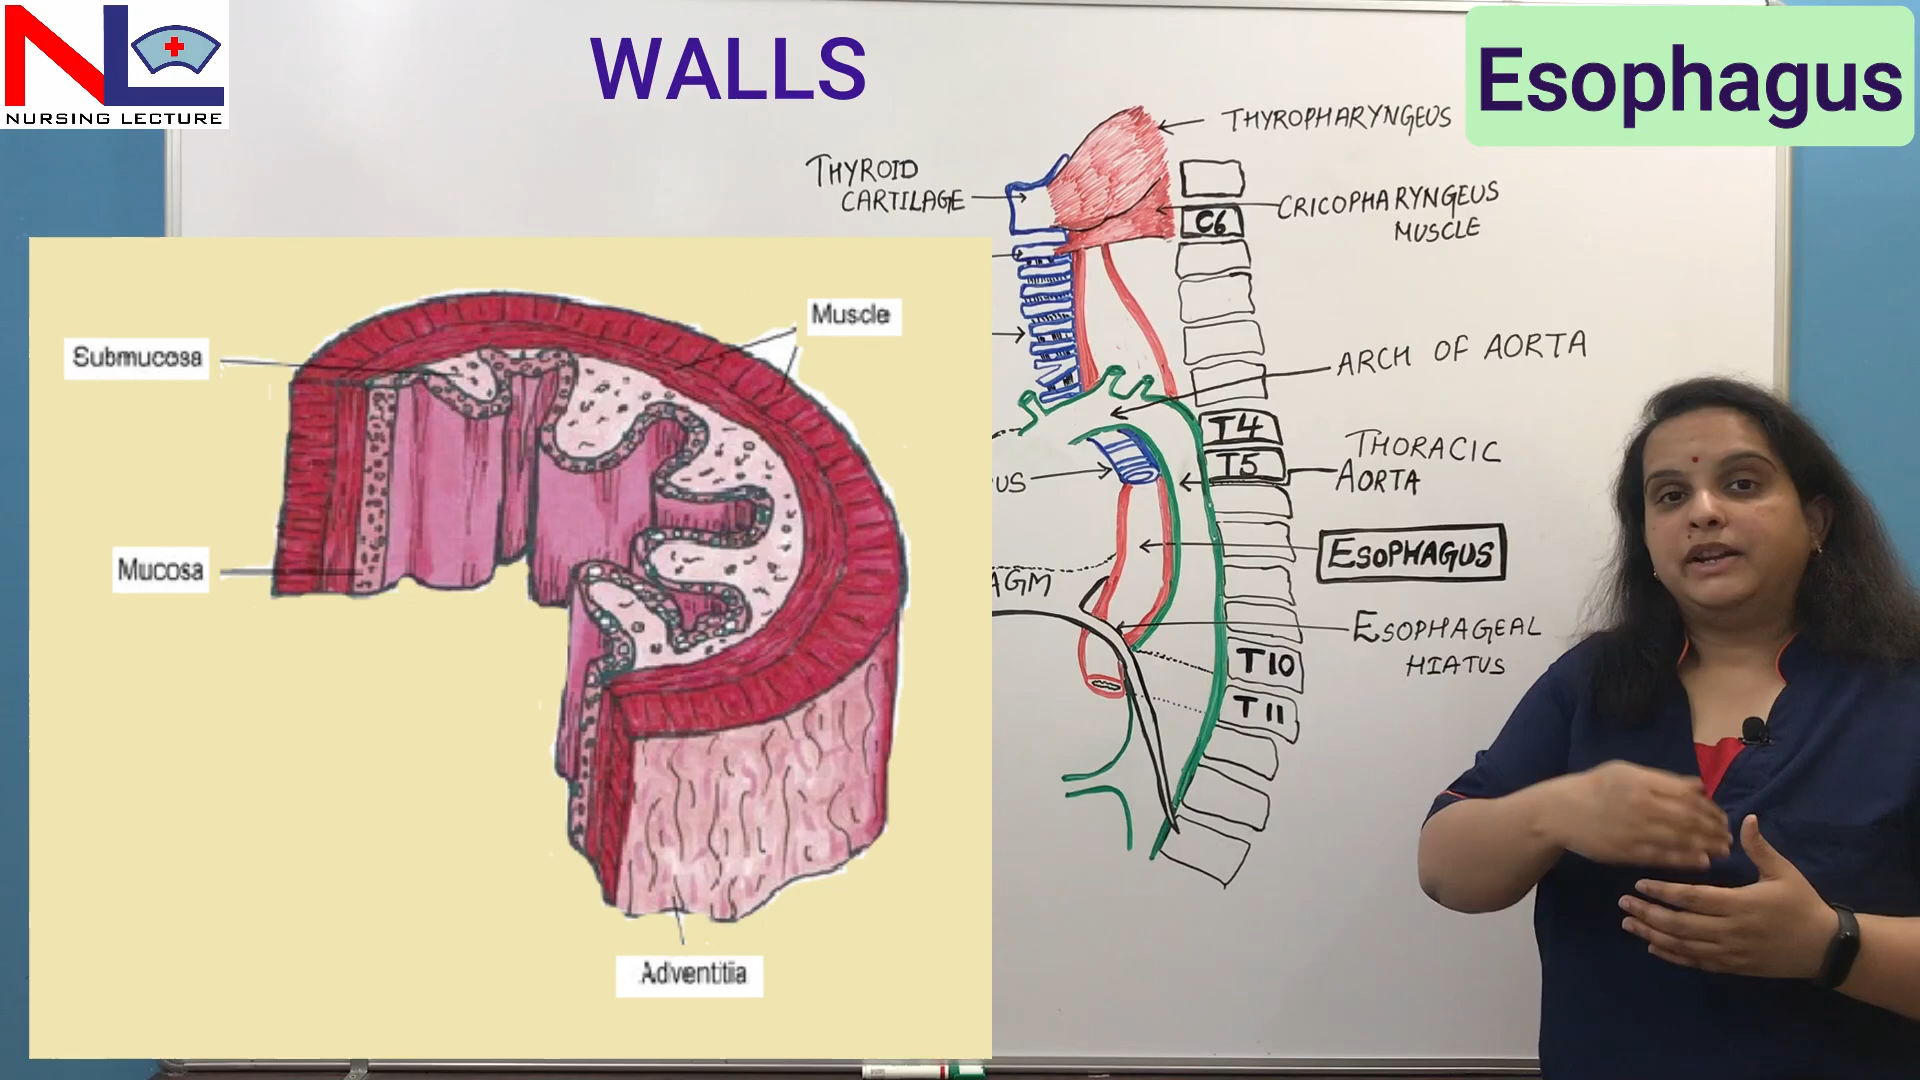 NL
NURSING LECTURE
WALLS
Esophagus
THYROPHARYNGEUS
THYROID
CARTILAGE
CRICOPHARYNGEUS
MUSCLE
C6
Muscle
Submucosa
ARCH OF AORTA
T4
T5
THORACIC
AORTA
US
ESOPHAGUS
Mucosa
AGM
ESOPHAGEAL
HIATUS
T10
T11
Adventitia